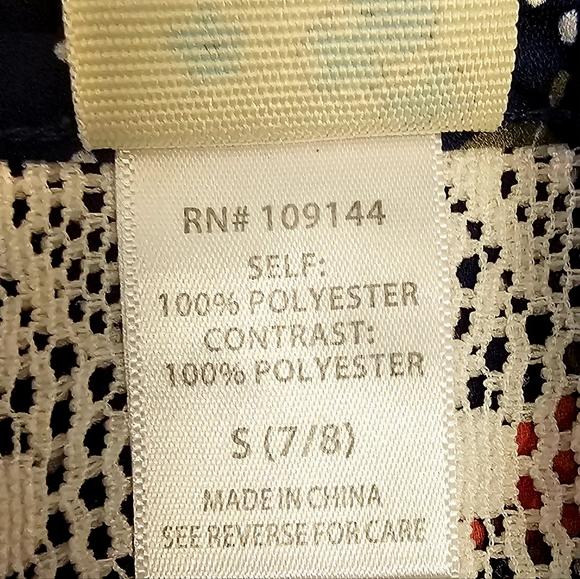 RN# 109144
SELF:
100% POLYESTER
CONTRAST:
100% POLYESTER
S (7/8)
MADE IN CHINA
SEE REVERSE FOR CARE